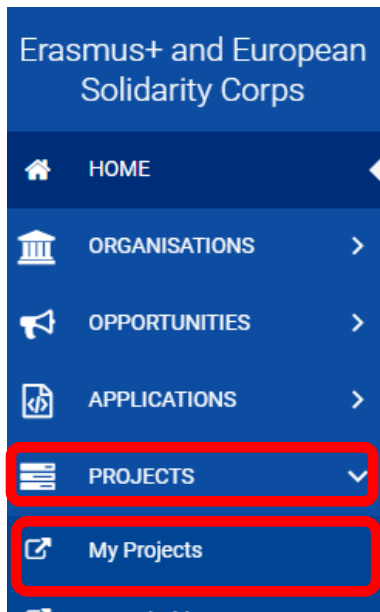 Erasmus+ and European
Solidarity Corps
HOME
ORGANISATIONS
OPPORTUNITIES
APPLICATIONS
PROJECTS
My Projects